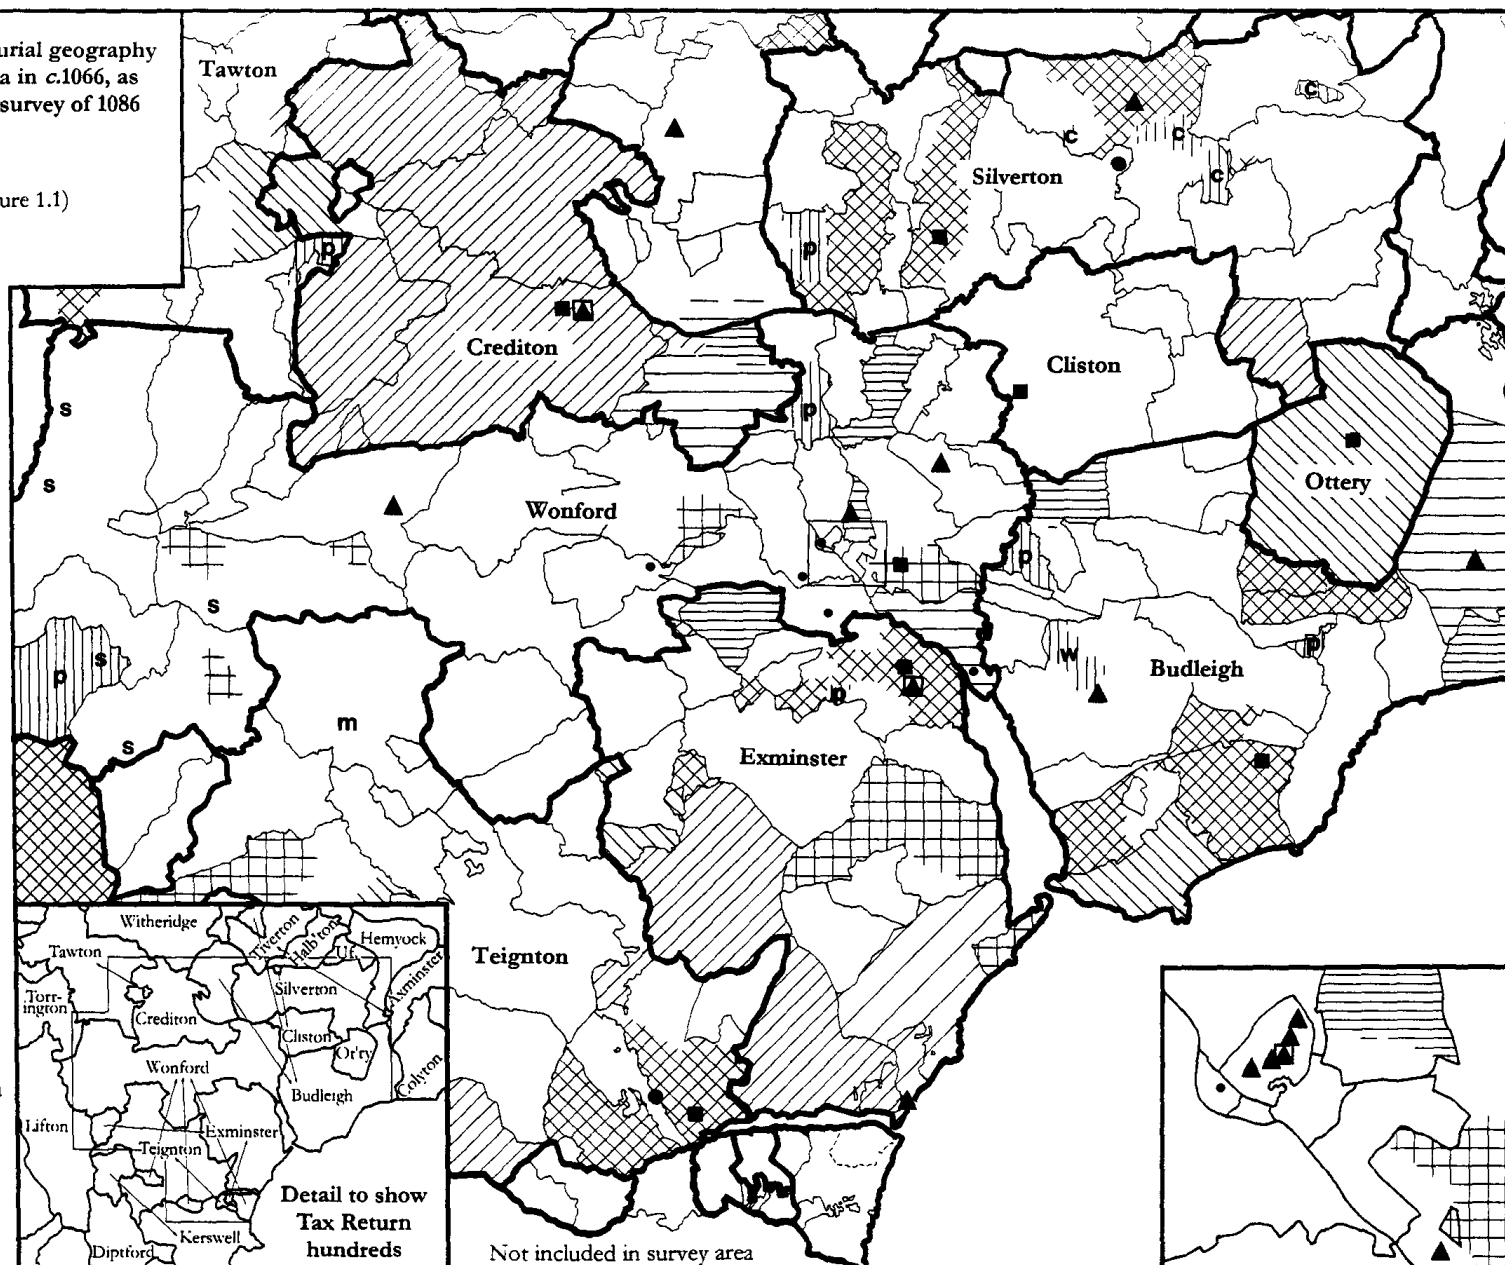 urial geography
a in c.1066, as
survey of 1086
ure 1.1)
Tawton
c
c
c
c
Silverton
p
p
Crediton
Cliston
s
p
s
Ottery
Wonford
p
s
s
p
p
w
p
Budleigh
m
s
Exminster
Teignton
Witheridge
Tiverton
Halb'ton
Hemyock
Tawton
Uf.
Axminster
Silverton
Torr-
ington
Crediton
Cliston
Ot'ry
Wonford
Colyton
Budleigh
Lifton
Exminster
Teignton
Kerswell
Diptford
Detail to show
Tax Return
hundreds
Not included in survey area